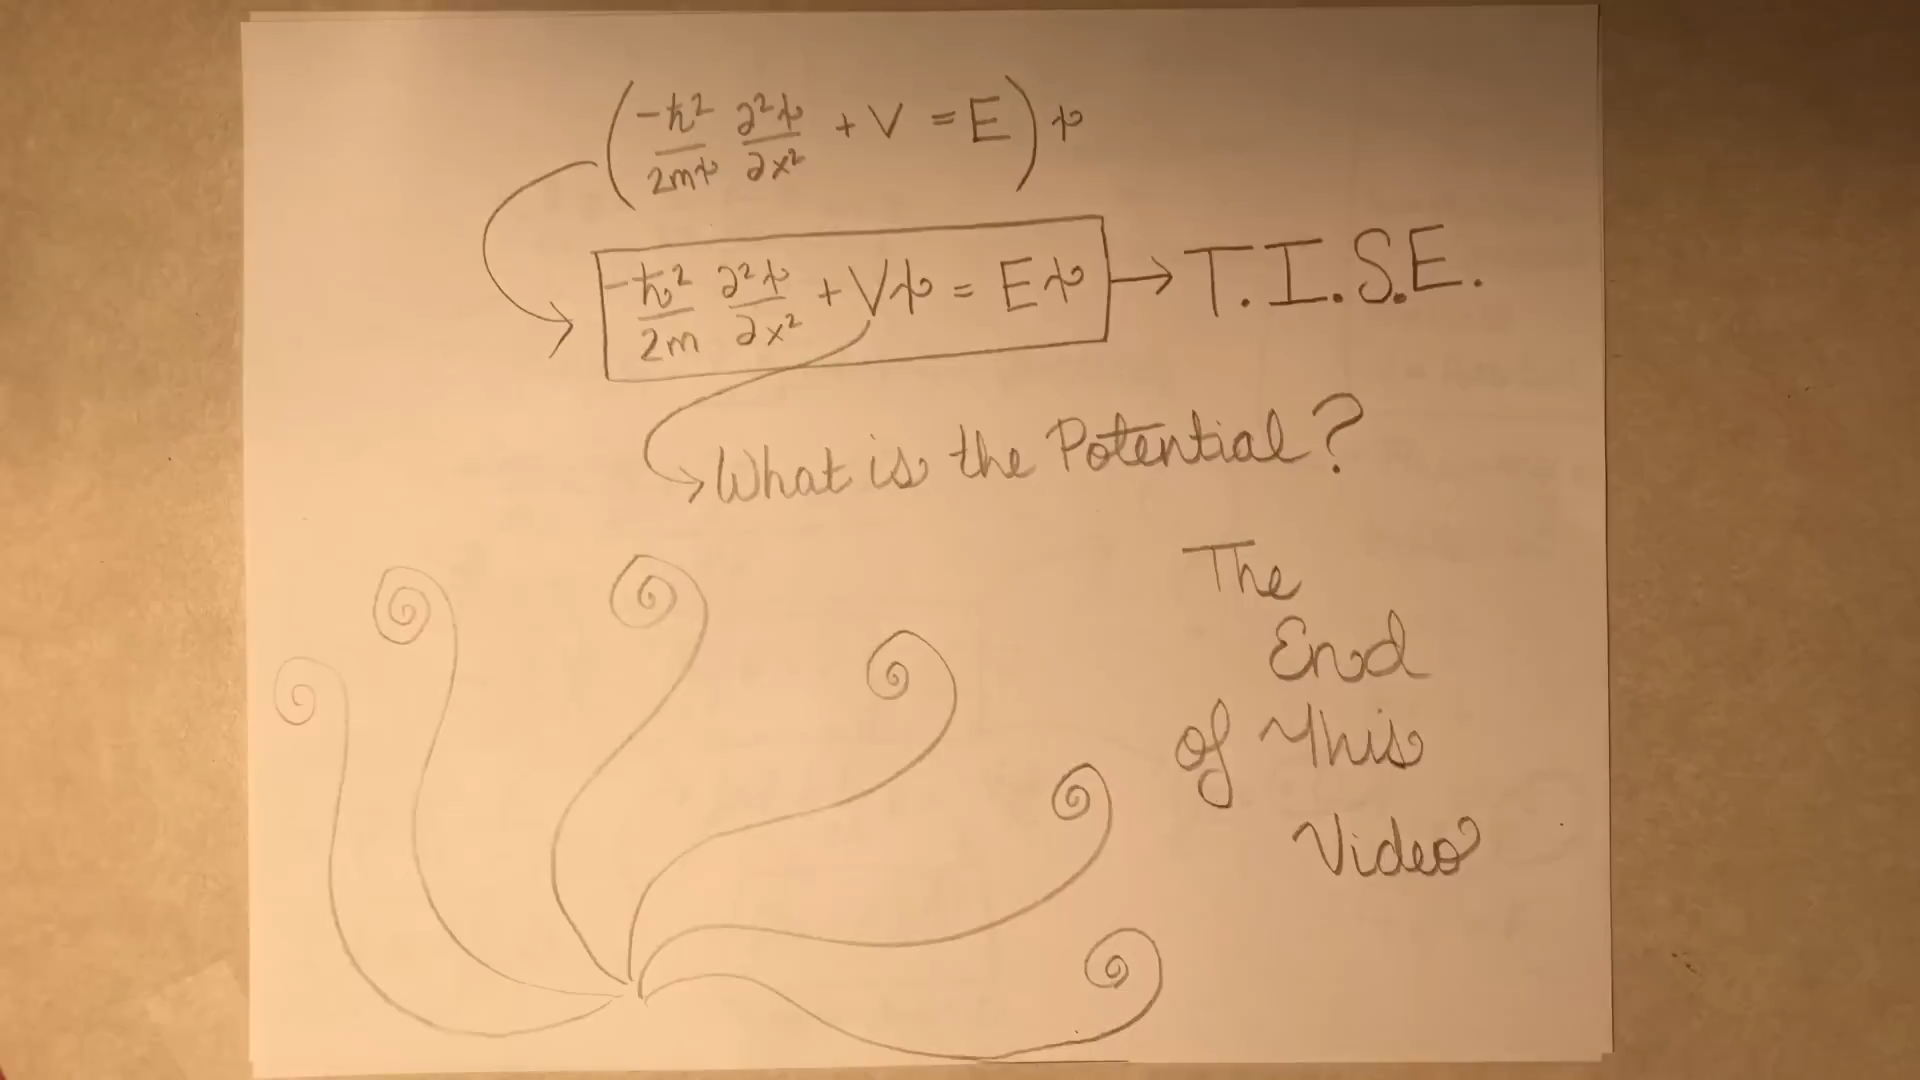 (-ℏ²/2mψ ∂²ψ/∂x² + V = E)ψ
-ℏ²/2m ∂²ψ/∂x² + Vψ = Eψ → T.I.S.E.
What is the Potential?
The
End
of This
Video